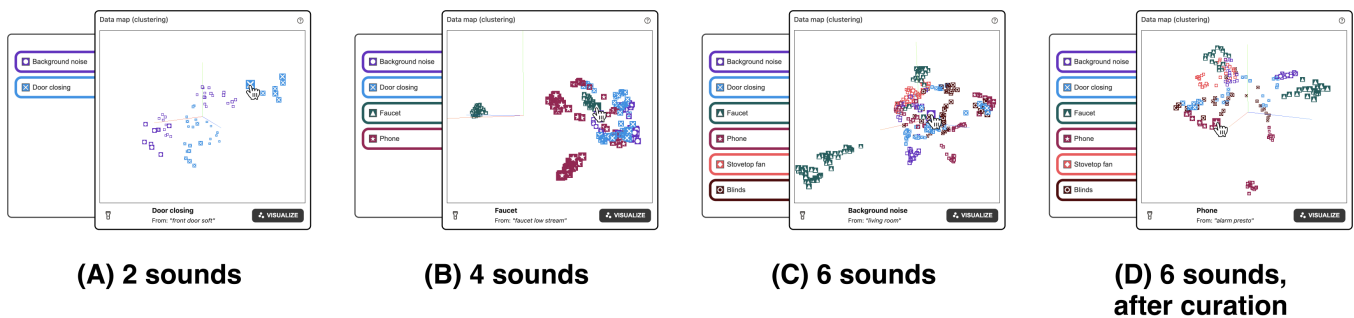 Data map (clustering)
Background noise
Door closing
Door closing
From: "front door soft"
VISUALIZE
(A) 2 sounds
Data map (clustering)
Background noise
Door closing
Faucet
Phone
Faucet
From: "faucet low stream"
VISUALIZE
(B) 4 sounds
Data map (clustering)
Background noise
Door closing
Faucet
Phone
Stovetop fan
Blinds
Background noise
From: "living room"
VISUALIZE
(C) 6 sounds
Data map (clustering)
Background noise
Door closing
Faucet
Phone
Stovetop fan
Blinds
Phone
From: "alarm presto"
VISUALIZE
(D) 6 sounds,
after curation